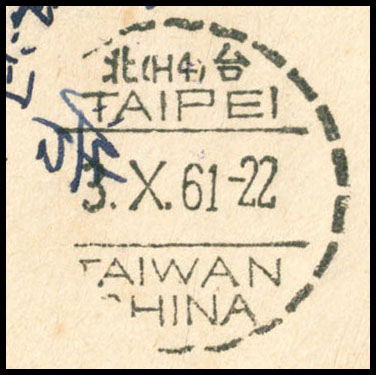 北(H4)台
TAIPEI
3.X.61-22
TAIWAN
CHINA